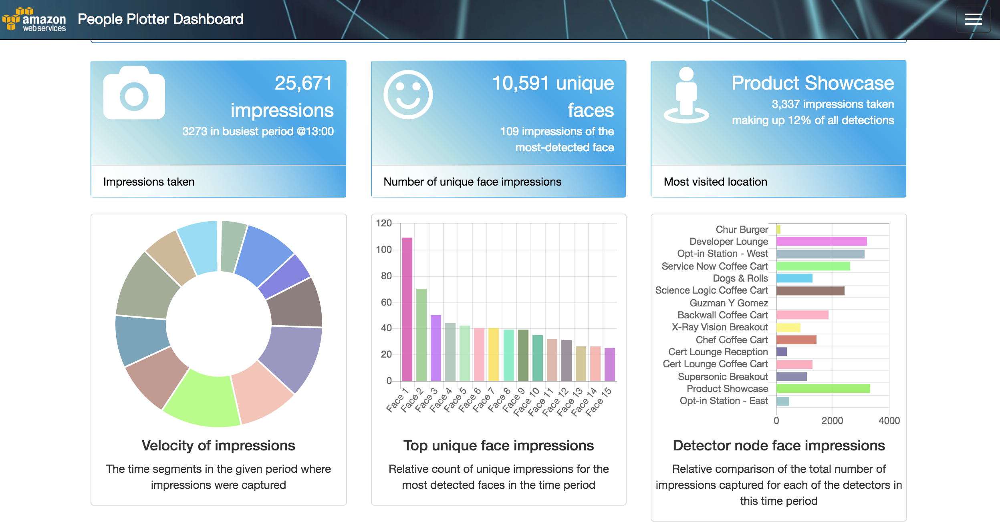 amazon
web services
People Plotter Dashboard
25,671
impressions
3273 in busiest period @13:00
Impressions taken
10,591 unique
faces
109 impressions of the
most-detected face
Number of unique face impressions
Product Showcase
3,337 impressions taken
making up 12% of all detections
Most visited location
Velocity of impressions
The time segments in the given period where
impressions were captured
120
100
80
60
40
20
0
Face 1
Face 2
Face 3
Face 4
Face 5
Face 6
Face 7
Face 8
Face 9
Face 10
Face 11
Face 12
Face 13
Face 14
Face 15
Top unique face impressions
Relative count of unique impressions for the
most detected faces in the time period
Chur Burger
Developer Lounge
Opt-in Station - West
Service Now Coffee Cart
Dogs & Rolls
Science Logic Coffee Cart
Guzman Y Gomez
Backwall Coffee Cart
X-Ray Vision Breakout
Chef Coffee Cart
Cert Lounge Reception
Cert Lounge Coffee Cart
Supersonic Breakout
Product Showcase
Opt-in Station - East
0 2000 4000
Detector node face impressions
Relative comparison of the total number of
impressions captured for each of the detectors in
this time period